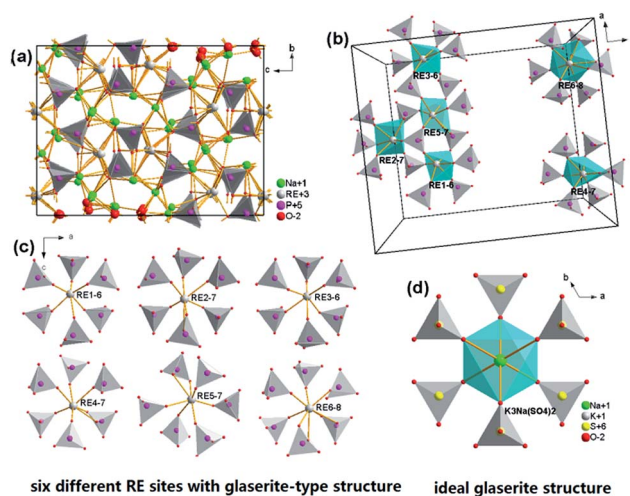 (a)
b
c
Na+1
RE+3
P+5
O-2
(b)
a
RE3-6
RE6-8
RE5-7
RE2-7
RE1-6
RE4-7
(c)
a
c
RE1-6
RE2-7
RE3-6
RE4-7
RE5-7
RE6-8
(d)
b
a
K3Na(SO4)2
Na+1
K+1
S+6
O-2
six different RE sites with glaserite-type structure
ideal glaserite structure